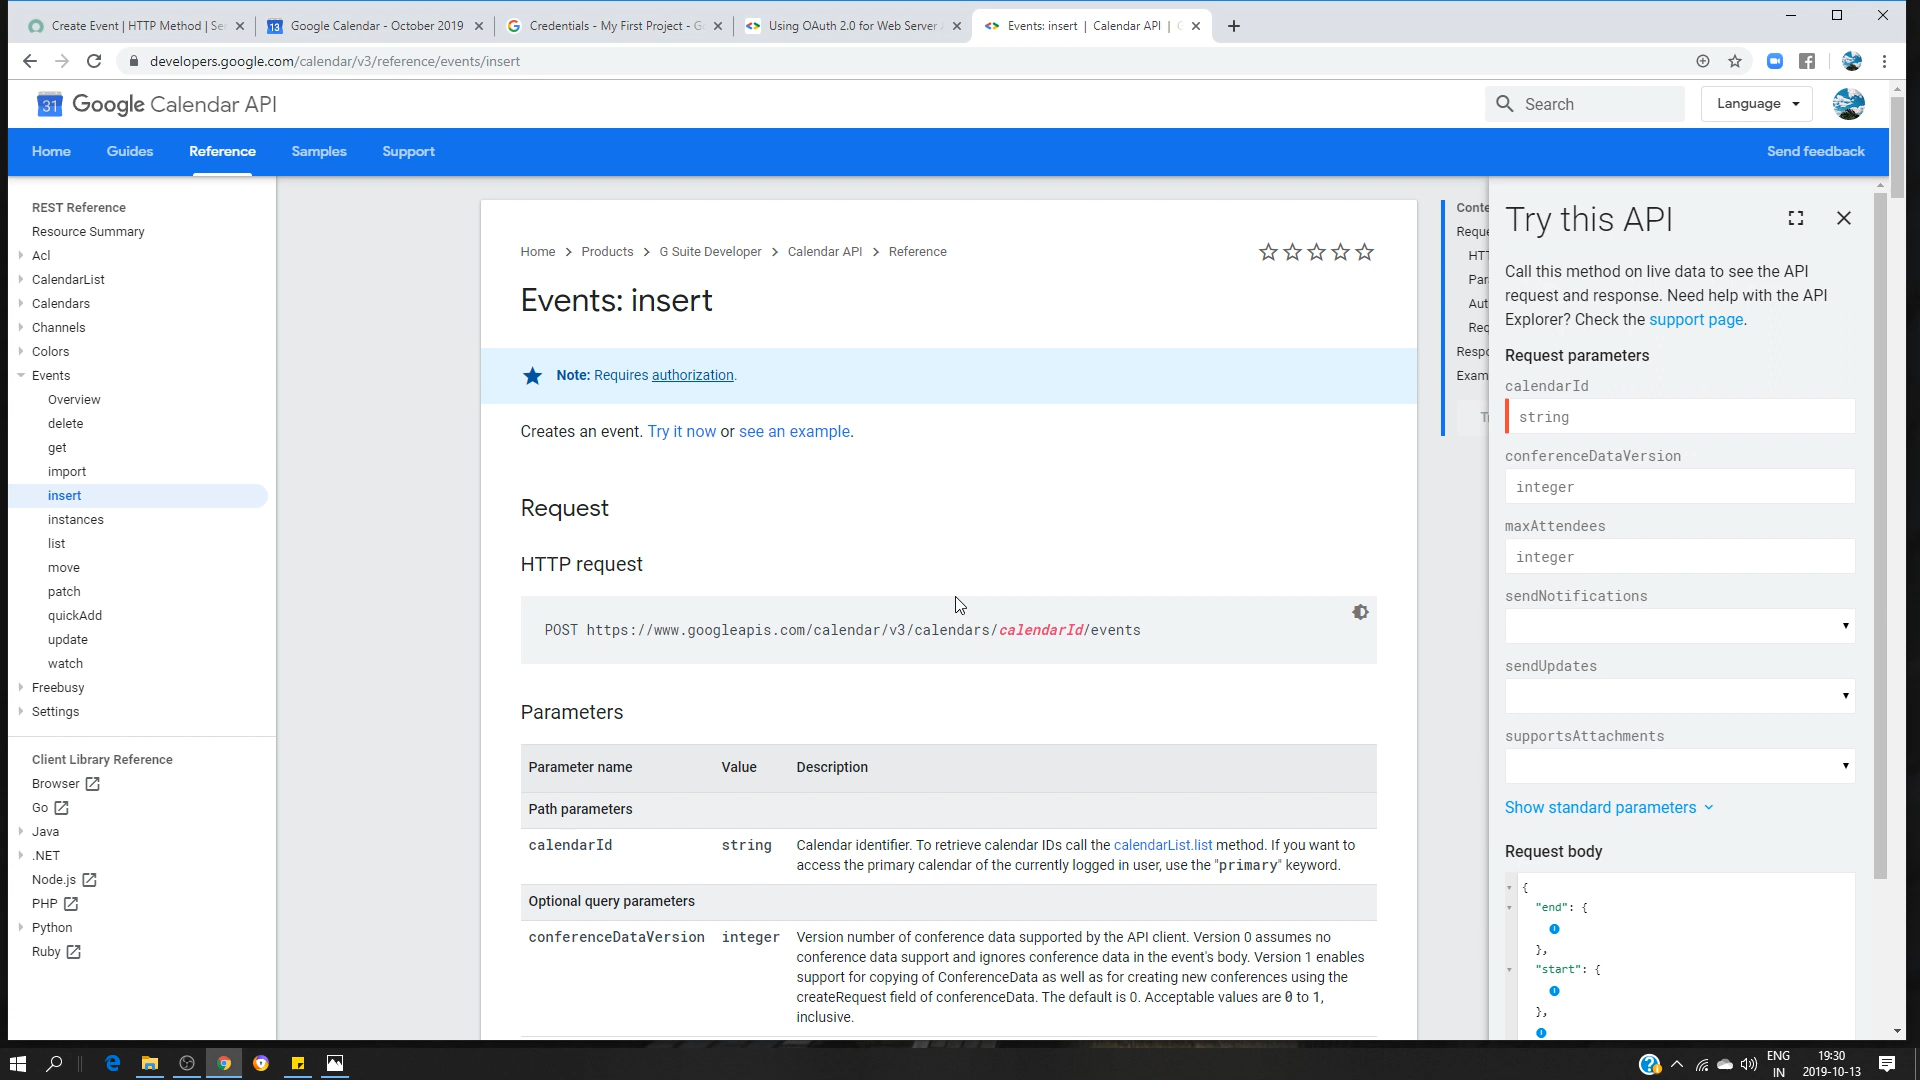 Create Event | HTTP Method | Se
Google Calendar - October 2019
Credentials - My First Project - G
Using OAuth 2.0 for Web Server
Events: insert | Calendar API |
developers.google.com/calendar/v3/reference/events/insert
31 Google Calendar API
Search
Language
Home
Guides
Reference
Samples
Support
Send feedback
REST Reference
Resource Summary
Acl
CalendarList
Calendars
Channels
Colors
Events
Overview
delete
get
import
insert
instances
list
move
patch
quickAdd
update
watch
Freebusy
Settings
Client Library Reference
Browser
Go
Java
.NET
Node.js
PHP
Python
Ruby
Home > Products > G Suite Developer > Calendar API > Reference
Events: insert
Note: Requires authorization.
Creates an event. Try it now or see an example.
Request
HTTP request
POST https://www.googleapis.com/calendar/v3/calendars/calendarId/events
Parameters
Parameter name Value Description
Path parameters
calendarId string Calendar identifier. To retrieve calendar IDs call the calendarList.list method. If you want to
access the primary calendar of the currently logged in user, use the "primary" keyword.
Optional query parameters
conferenceDataVersion integer Version number of conference data supported by the API client. Version 0 assumes no
conference data support and ignores conference data in the event's body. Version 1 enables
support for copying of ConferenceData as well as for creating new conferences using the
createRequest field of conferenceData. The default is 0. Acceptable values are 0 to 1,
inclusive.
Conte
Reque
HTT
Par
Aut
Req
Respo
Exam
Try this API
Call this method on live data to see the API
request and response. Need help with the API
Explorer? Check the support page.
Request parameters
calendarId
string
conferenceDataVersion
integer
maxAttendees
integer
sendNotifications
sendUpdates
supportsAttachments
Show standard parameters
Request body
{
"end": {
},
"start": {
},
ENG
IN
19:30
2019-10-13